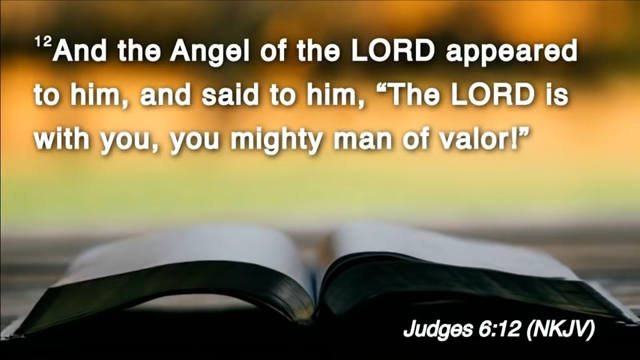 ¹²And the Angel of the LORD appeared
to him, and said to him, “The LORD is
with you, you mighty man of valor!”
Judges 6:12 (NKJV)